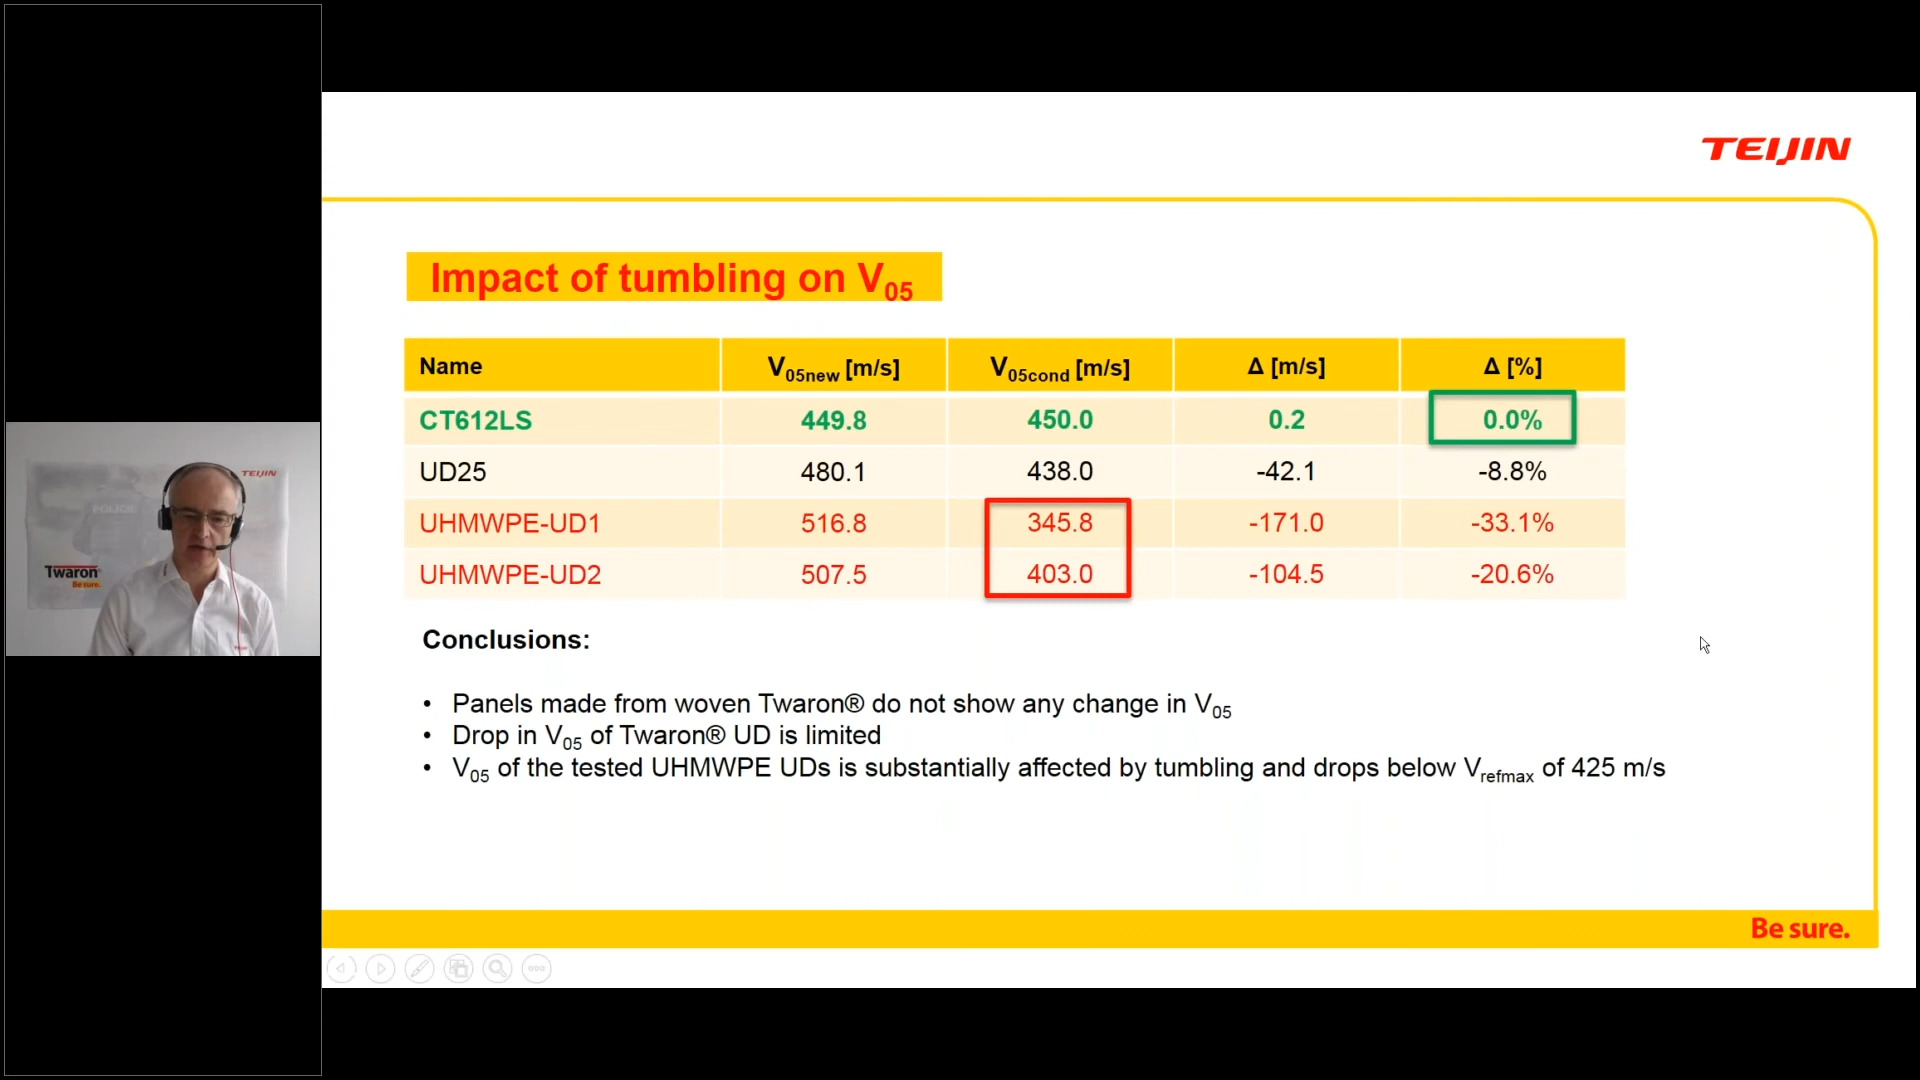 TEIJIN
Impact of tumbling on V05
Name V05new [m/s] V05cond [m/s] Δ [m/s] Δ [%]
CT612LS 449.8 450.0 0.2 0.0%
UD25 480.1 438.0 -42.1 -8.8%
UHMWPE-UD1 516.8 345.8 -171.0 -33.1%
UHMWPE-UD2 507.5 403.0 -104.5 -20.6%
Conclusions:
• Panels made from woven Twaron® do not show any change in V05
• Drop in V05 of Twaron® UD is limited
• V05 of the tested UHMWPE UDs is substantially affected by tumbling and drops below Vrefmax of 425 m/s
Be sure.
TEIJIN
Twaron®
Be sure.